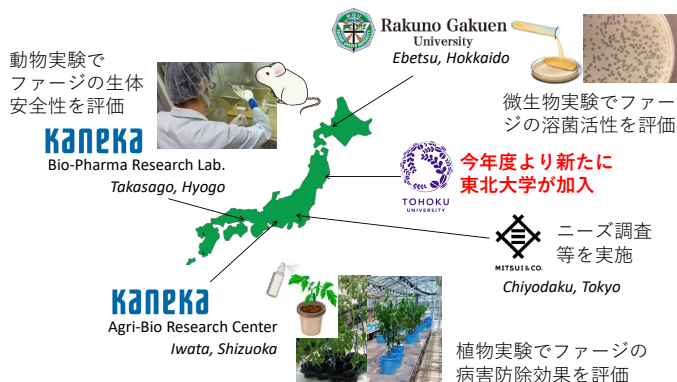 Rakuno Gakuen
University
Ebetsu, Hokkaido
動物実験で
ファージの生体
安全性を評価
微生物実験でファー
ジの溶菌活性を評価
Kaneka
Bio-Pharma Research Lab.
Takasago, Hyogo
今年度より新たに
東北大学が加入
TOHOKU
UNIVERSITY
ニーズ調査
等を実施
MITSUI & CO.
Chiyodaku, Tokyo
Kaneka
Agri-Bio Research Center
Iwata, Shizuoka
植物実験でファージの
病害防除効果を評価